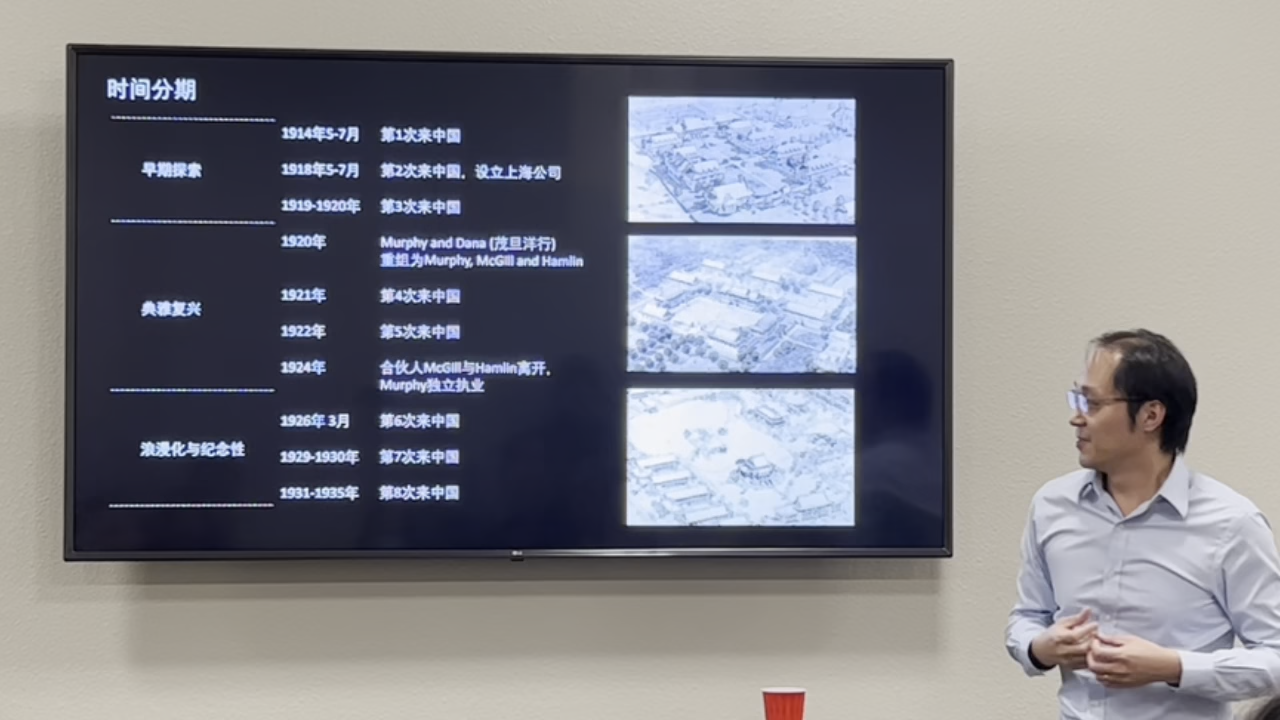 时间分期
早期探索
1914年5-7月 第1次来中国
1918年5-7月 第2次来中国，设立上海公司
1919-1920年 第3次来中国
典雅复兴
1920年 Murphy and Dana (茂旦洋行)
重组为Murphy, McGill and Hamlin
1921年 第4次来中国
1922年 第5次来中国
1924年 合伙人McGill与Hamlin离开，
Murphy独立执业
浪漫化与纪念性
1926年 3月 第6次来中国
1929-1930年 第7次来中国
1931-1935年 第8次来中国
LG